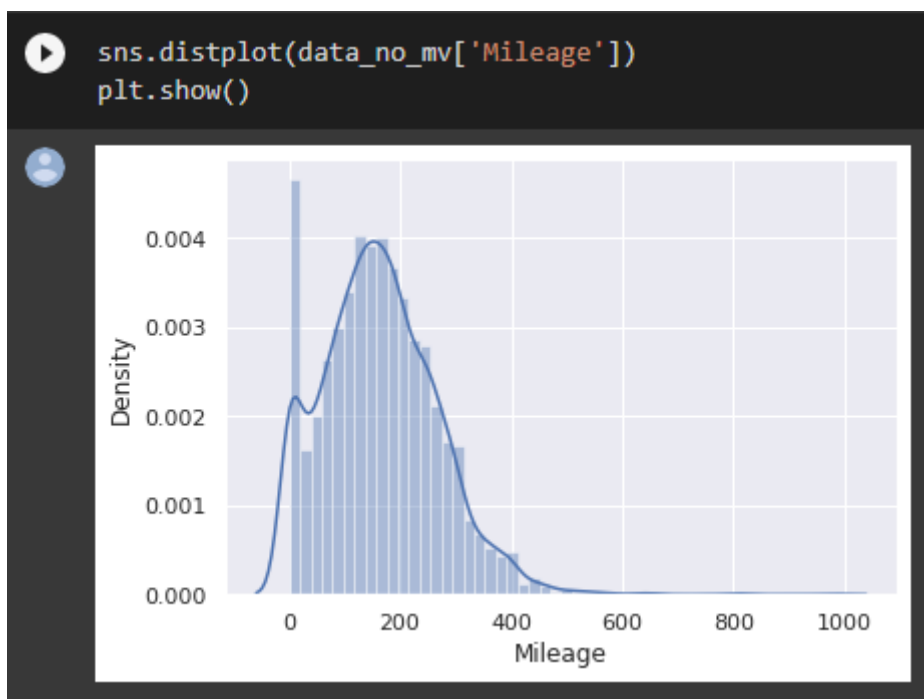 sns.distplot(data_no_mv['Mileage'])
plt.show()
0.004
0.003
0.002
0.001
0.000
Density
0 200 400 600 800 1000
Mileage